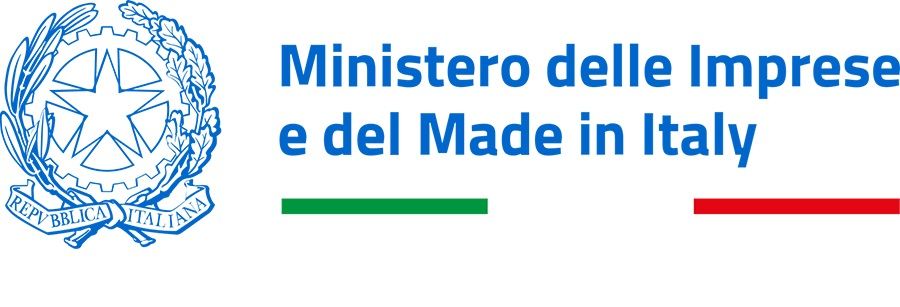 Ministero delle Imprese
e del Made in Italy
REPVBBLICA ITALIANA